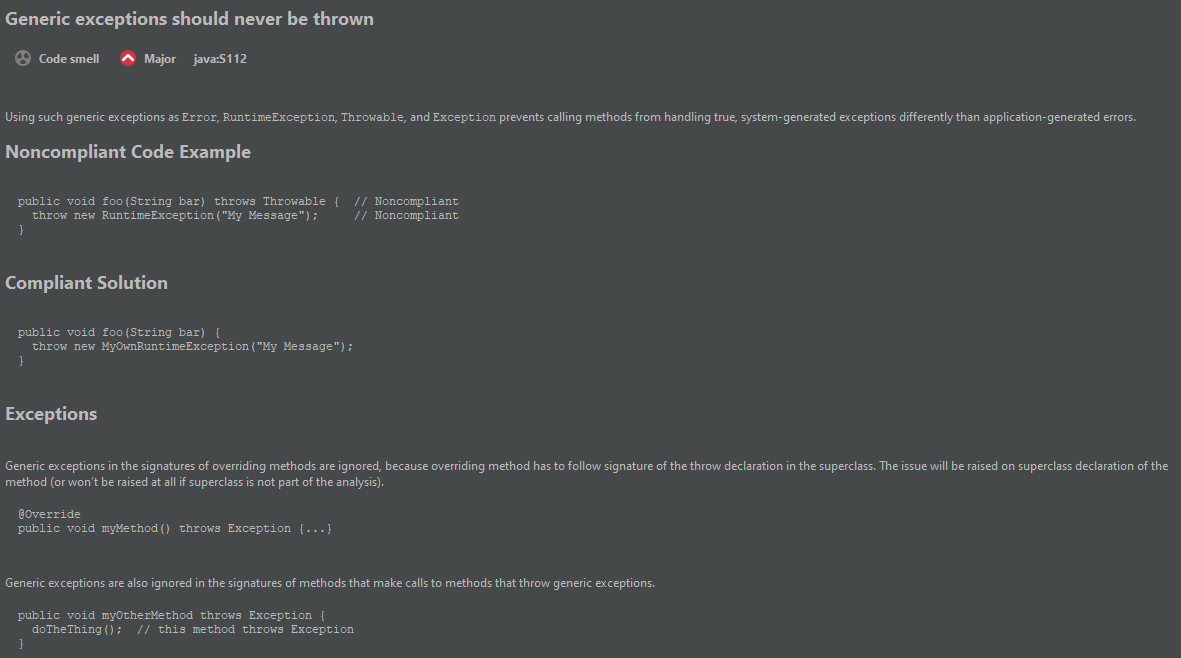 Generic exceptions should never be thrown
Code smell Major java:S112
Using such generic exceptions as Error, RuntimeException, Throwable, and Exception prevents calling methods from handling true, system-generated exceptions differently than application-generated errors.
Noncompliant Code Example
public void foo(String bar) throws Throwable {  // Noncompliant
  throw new RuntimeException("My Message");     // Noncompliant
}
Compliant Solution
public void foo(String bar) {
  throw new MyOwnRuntimeException("My Message");
}
Exceptions
Generic exceptions in the signatures of overriding methods are ignored, because overriding method has to follow signature of the throw declaration in the superclass. The issue will be raised on superclass declaration of the
method (or won't be raised at all if superclass is not part of the analysis).
@Override
public void myMethod() throws Exception {...}
Generic exceptions are also ignored in the signatures of methods that make calls to methods that throw generic exceptions.
public void myOtherMethod throws Exception {
  doTheThing();  // this method throws Exception
}